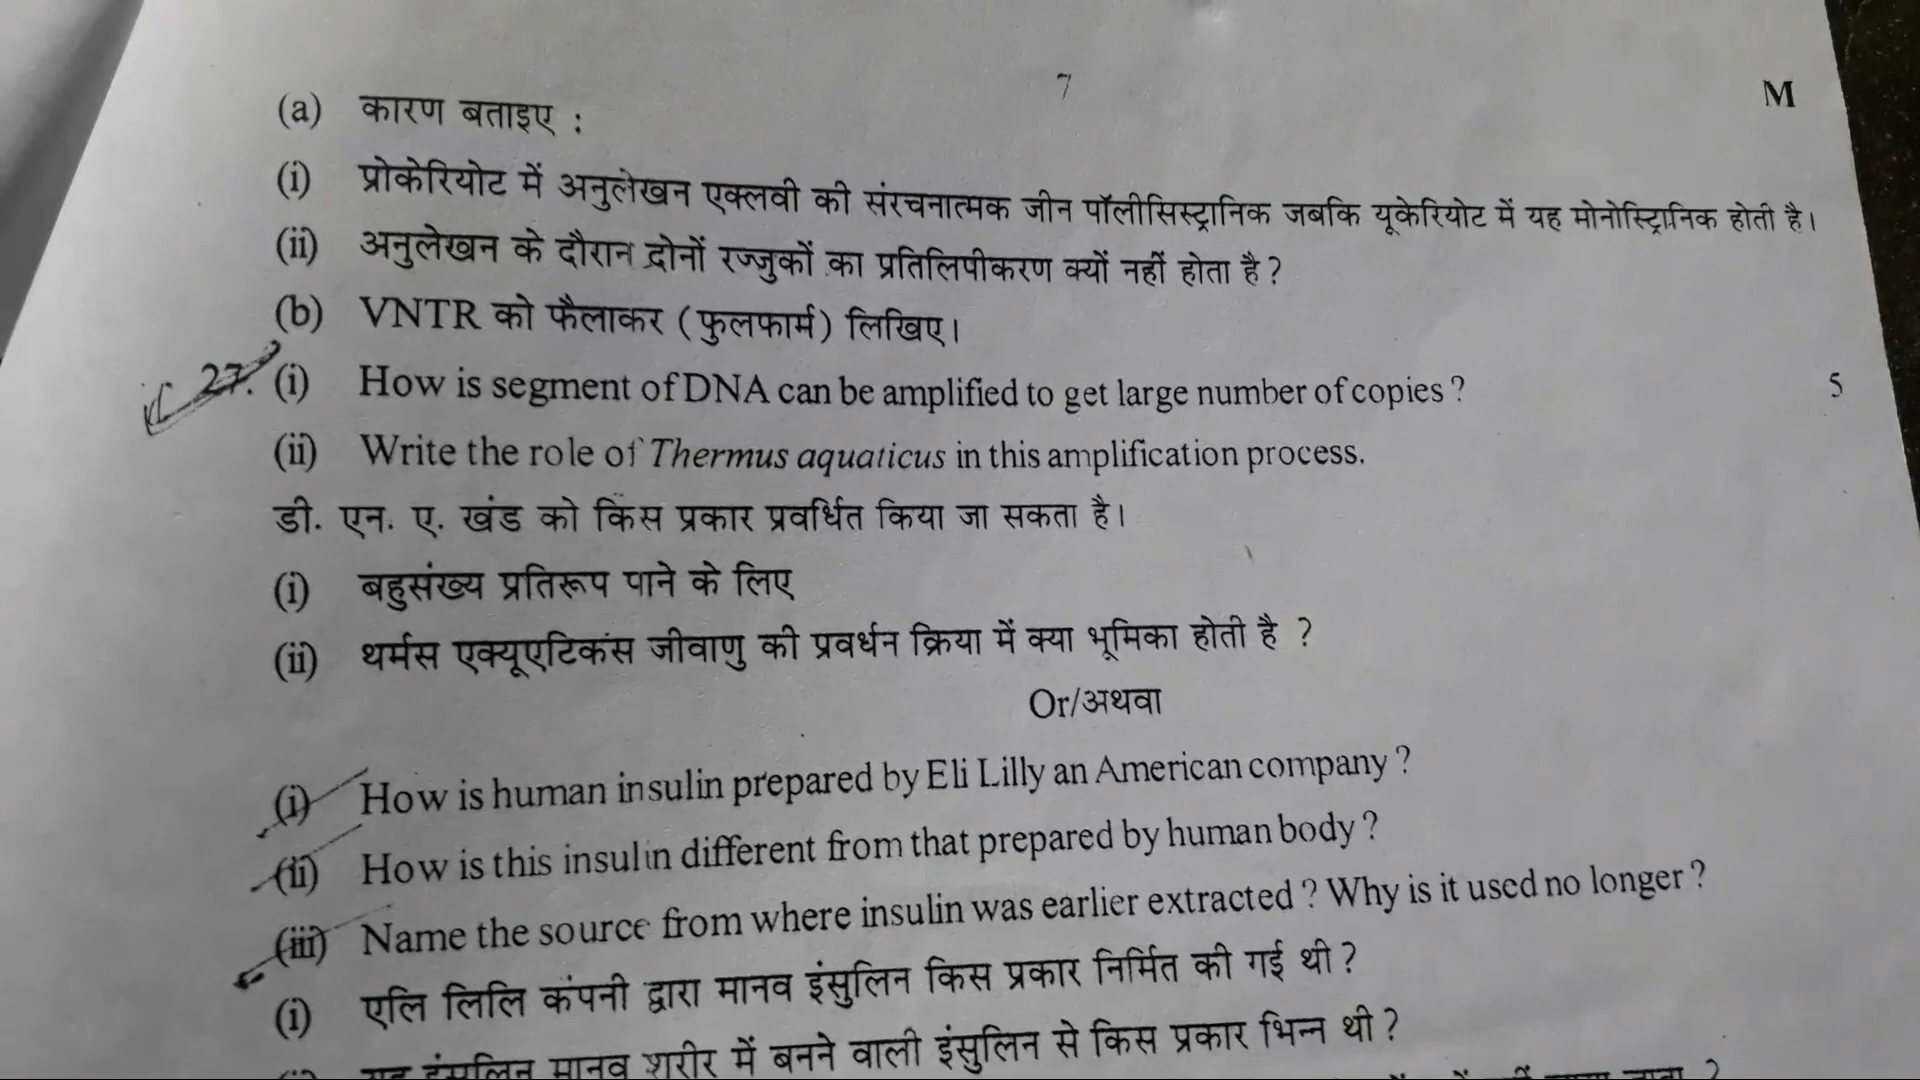 7
M
(a) कारण बताइए :
(i) प्रोकेरियोट में अनुलेखन एक्लवी की संरचनात्मक जीन पॉलीसिस्ट्रानिक जबकि यूकेरियोट में यह मोनोस्ट्रिानिक होती है।
(ii) अनुलेखन के दौरान दोनों रज्जुकों का प्रतिलिपीकरण क्यों नहीं होता है ?
(b) VNTR को फैलाकर (फुलफार्म) लिखिए।
27. (i) How is segment of DNA can be amplified to get large number of copies ? 5
(ii) Write the role of Thermus aquaticus in this amplification process.
डी. एन. ए. खंड को किस प्रकार प्रवर्धित किया जा सकता है।
(i) बहुसंख्य प्रतिरूप पाने के लिए
(ii) थर्मस एक्यूएटिकंस जीवाणु की प्रवर्धन क्रिया में क्या भूमिका होती है ?
Or/अथवा
(i) How is human insulin prepared by Eli Lilly an American company ?
(ii) How is this insulin different from that prepared by human body ?
(iii) Name the source from where insulin was earlier extracted ? Why is it used no longer ?
(i) एलि लिलि कंपनी द्वारा मानव इंसुलिन किस प्रकार निर्मित की गई थी ?
यह इंसुलिन मानव शरीर में बनने वाली इंसुलिन से किस प्रकार भिन्न थी ?